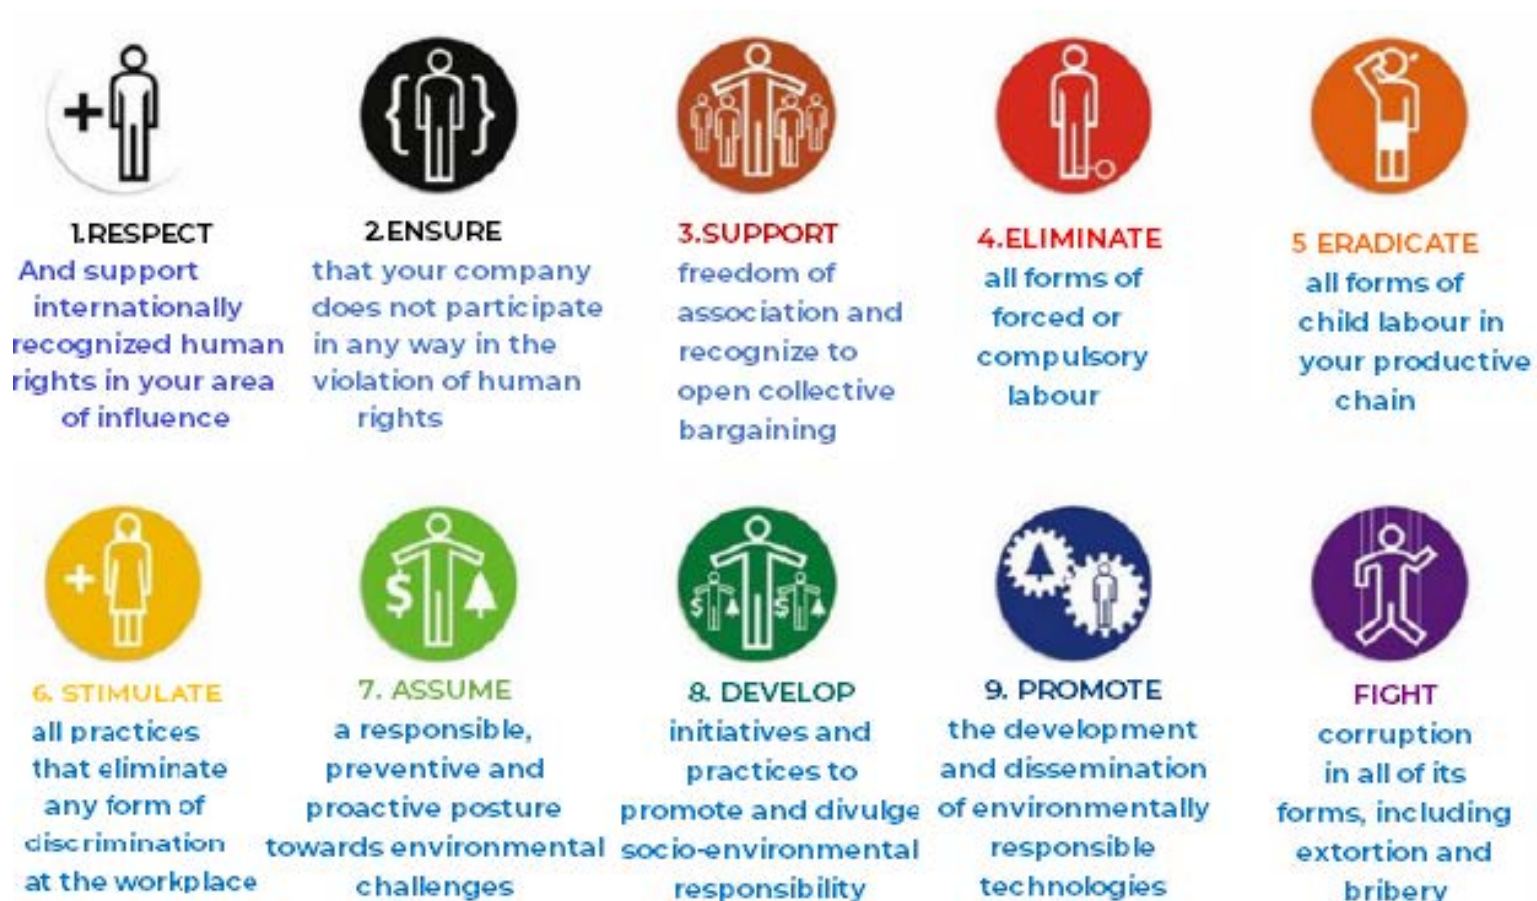 1.RESPECT
And support
internationally
recognized human
rights in your area
of influence
2.ENSURE
that your company
does not participate
in any way in the
violation of human
rights
3.SUPPORT
freedom of
association and
recognize to
open collective
bargaining
4.ELIMINATE
all forms of
forced or
compulsory
labour
5 ERADICATE
all forms of
child labour in
your productive
chain
6. STIMULATE
all practices
that eliminate
any form of
discrimination
at the workplace
7. ASSUME
a responsible,
preventive and
proactive posture
towards environmental
challenges
8. DEVELOP
initiatives and
practices to
promote and divulge
socio-environmental
responsibility
9. PROMOTE
the development
and dissemination
of environmentally
responsible
technologies
FIGHT
corruption
in all of its
forms, including
extortion and
bribery